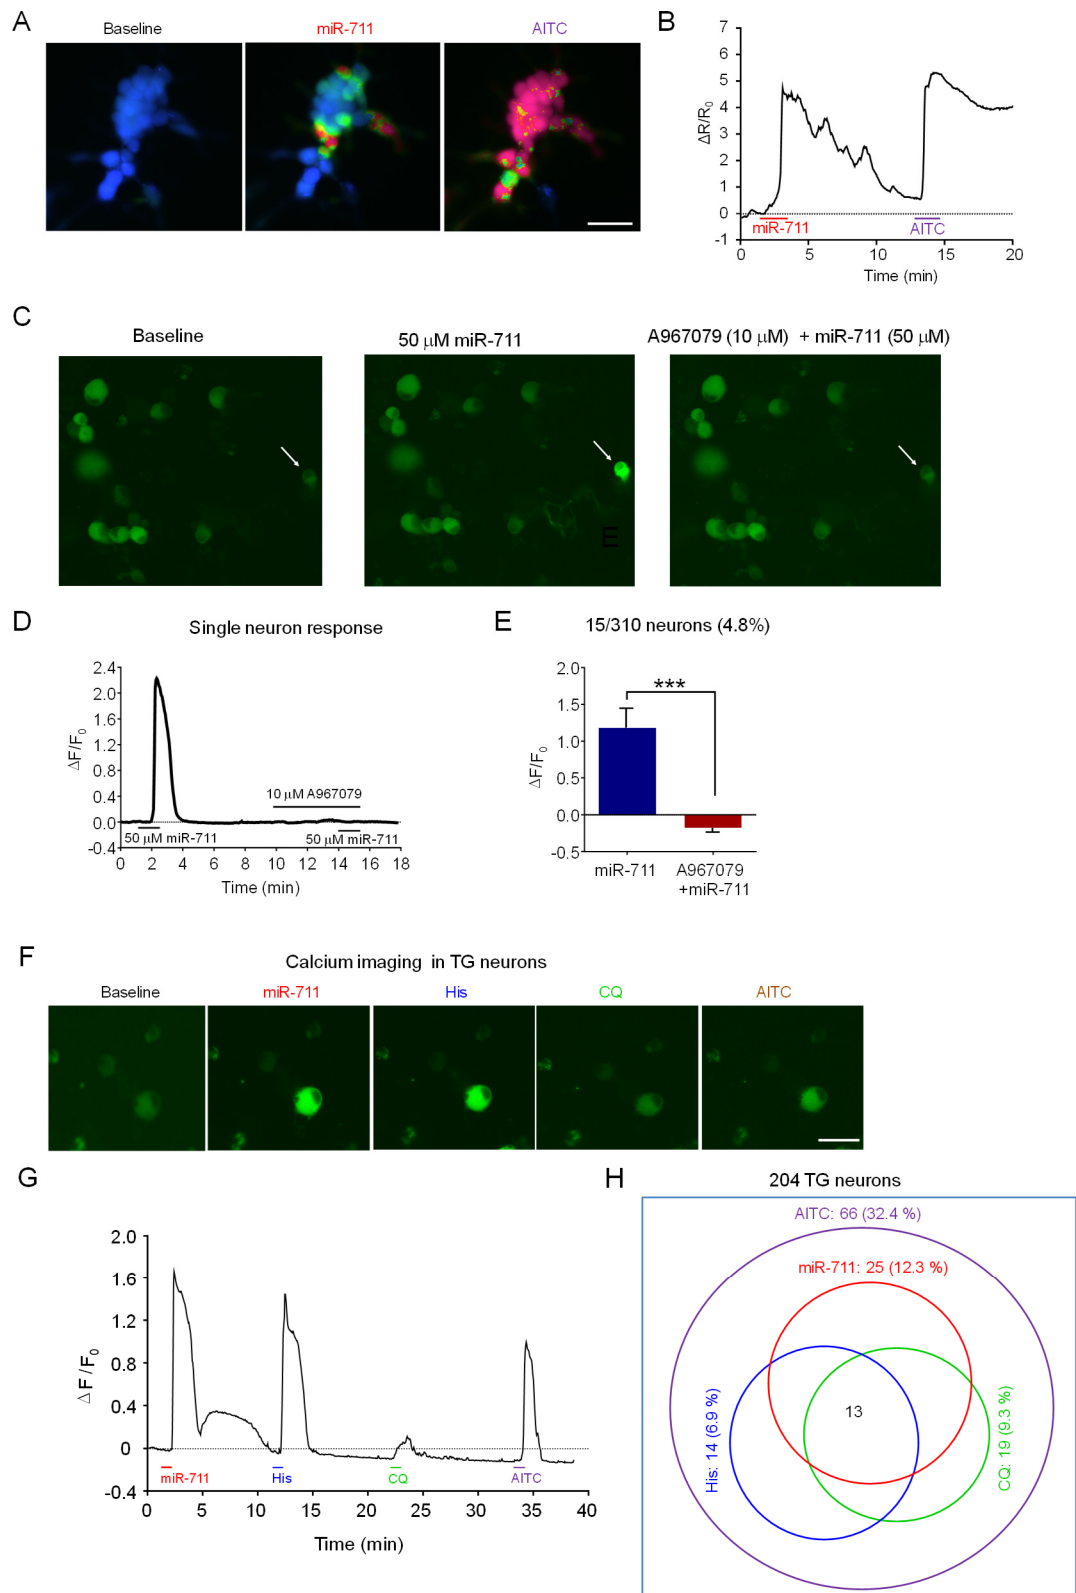 A
Baseline
miR-711
AITC
B
7
6
5
4
3
2
1
0
-1
ΔR/R0
miR-711
AITC
0
5
10
15
20
Time (min)
C
Baseline
50 μM miR-711
A967079 (10 μM) + miR-711 (50 μM)
E
D
Single neuron response
2.4
2.0
1.6
1.2
0.8
0.4
0.0
-0.4
ΔF/F0
10 μM A967079
50 μM miR-711
50 μM miR-711
0 2 4 6 8 10 12 14 16 18
Time (min)
E
15/310 neurons (4.8%)
2.0
1.5
1.0
0.5
0.0
-0.5
ΔF/F0
***
miR-711
A967079
+miR-711
F
Calcium imaging in TG neurons
Baseline
miR-711
His
CQ
AITC
G
2.0
1.6
1.2
0.8
0.4
0
-0.4
ΔF/F0
miR-711
His
CQ
AITC
0 5 10 15 20 25 30 35 40
Time (min)
H
204 TG neurons
AITC: 66 (32.4 %)
miR-711: 25 (12.3 %)
13
His: 14 (6.9 %)
CQ: 19 (9.3 %)